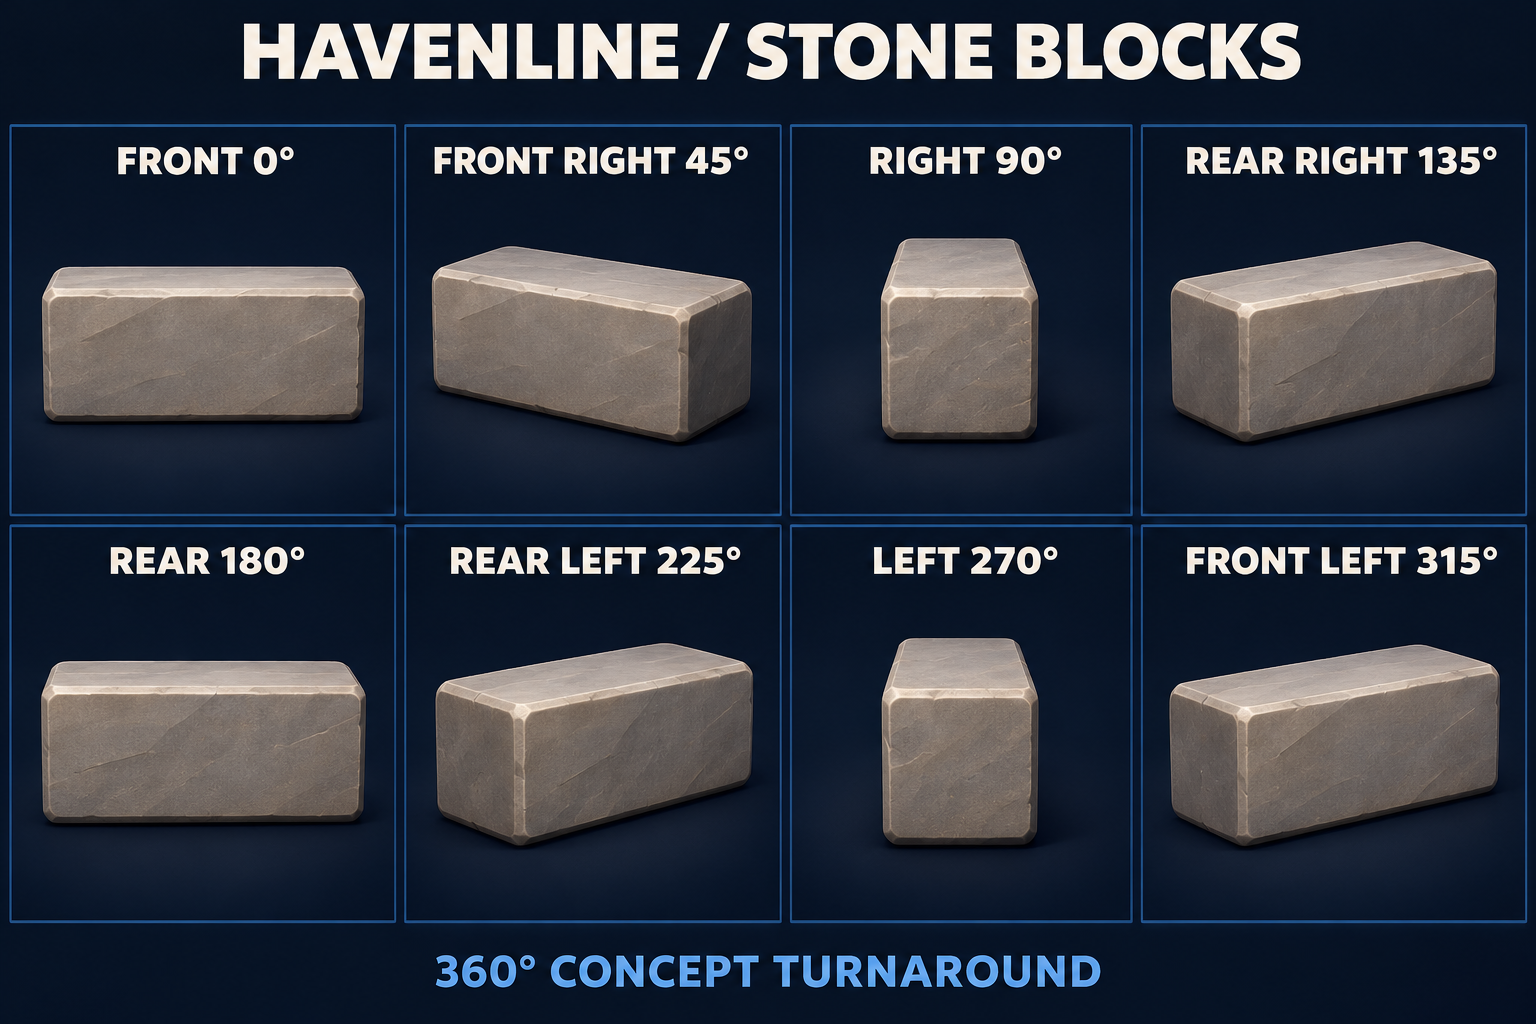 HAVENLINE / STONE BLOCKS
FRONT 0°
FRONT RIGHT 45°
RIGHT 90°
REAR RIGHT 135°
REAR 180°
REAR LEFT 225°
LEFT 270°
FRONT LEFT 315°
360° CONCEPT TURNAROUND